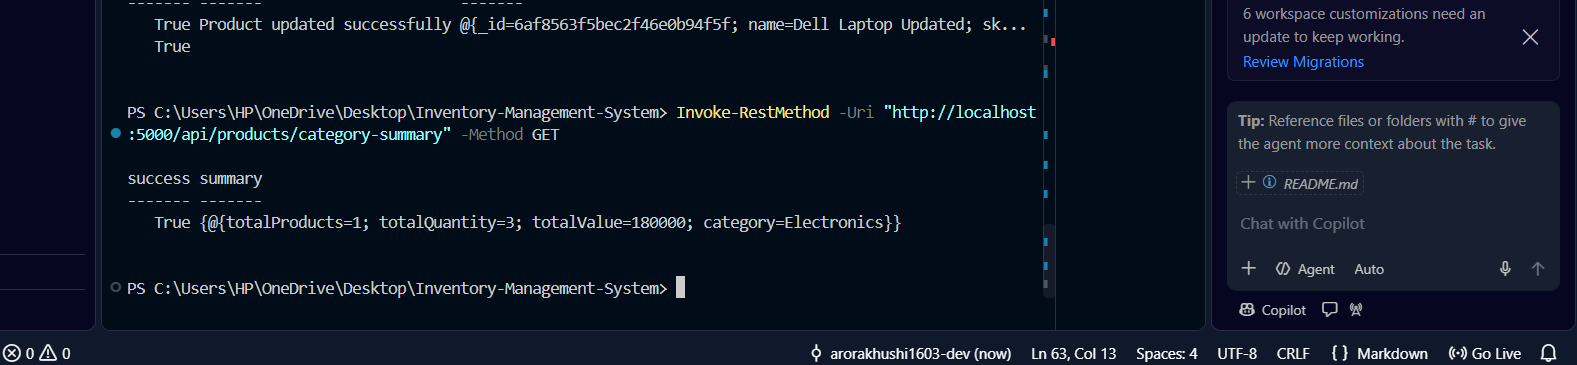 ------- -------                    -------
True Product updated successfully @{_id=6af8563f5bec2f46e0b94f5f; name=Dell Laptop Updated; sk...
True
PS C:\Users\HP\OneDrive\Desktop\Inventory-Management-System> Invoke-RestMethod -Uri "http://localhost
:5000/api/products/category-summary" -Method GET
success summary
------- -------
True {@{totalProducts=1; totalQuantity=3; totalValue=180000; category=Electronics}}
PS C:\Users\HP\OneDrive\Desktop\Inventory-Management-System>
6 workspace customizations need an
update to keep working.
Review Migrations
Tip: Reference files or folders with # to give
the agent more context about the task.
README.md
Chat with Copilot
Agent Auto
Copilot
0 0 arorakhushi1603-dev (now) Ln 63, Col 13 Spaces: 4 UTF-8 CRLF {} Markdown Go Live